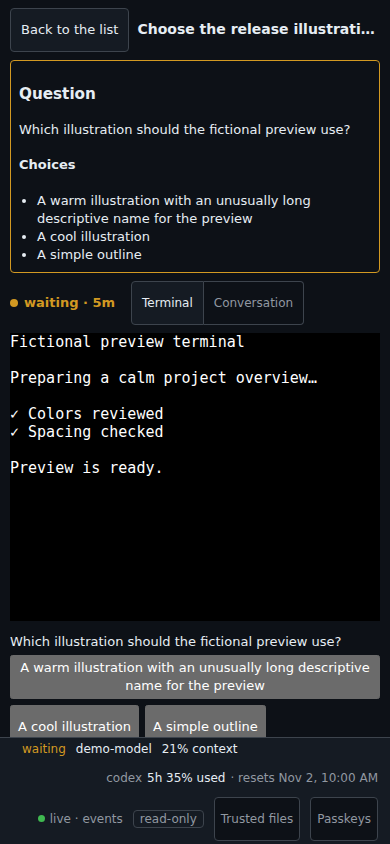 Back to the list
Choose the release illustrati…
Question
Which illustration should the fictional preview use?
Choices
• A warm illustration with an unusually long
descriptive name for the preview
• A cool illustration
• A simple outline
waiting · 5m
Terminal
Conversation
Fictional preview terminal
Preparing a calm project overview…
✓ Colors reviewed
✓ Spacing checked
Preview is ready.
Which illustration should the fictional preview use?
A warm illustration with an unusually long descriptive
name for the preview
A cool illustration
A simple outline
waiting demo-model 21% context
codex 5h 35% used · resets Nov 2, 10:00 AM
live · events
read-only
Trusted files
Passkeys